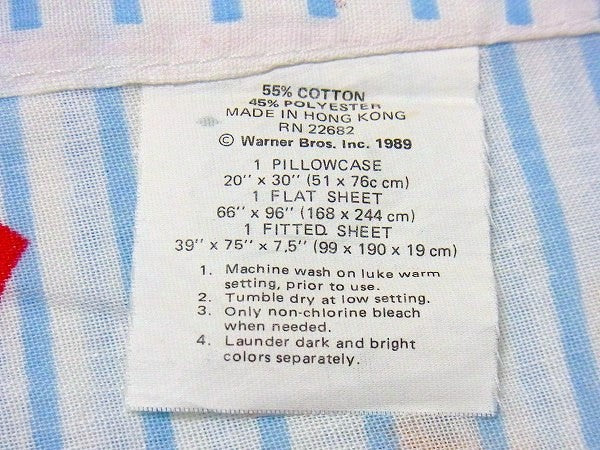 55% COTTON
45% POLYESTER
MADE IN HONG KONG
RN 22682
© Warner Bros. Inc. 1989
1 PILLOWCASE
20" x 30" (51 x 76c cm)
1 FLAT SHEET
66" x 96" (168 x 244 cm)
1 FITTED SHEET
39" x 75" x 7,5" (99 x 190 x 19 cm)
1. Machine wash on luke warm
setting, prior to use.
2. Tumble dry at low setting.
3. Only non-chlorine bleach
when needed.
4. Launder dark and bright
colors separately.